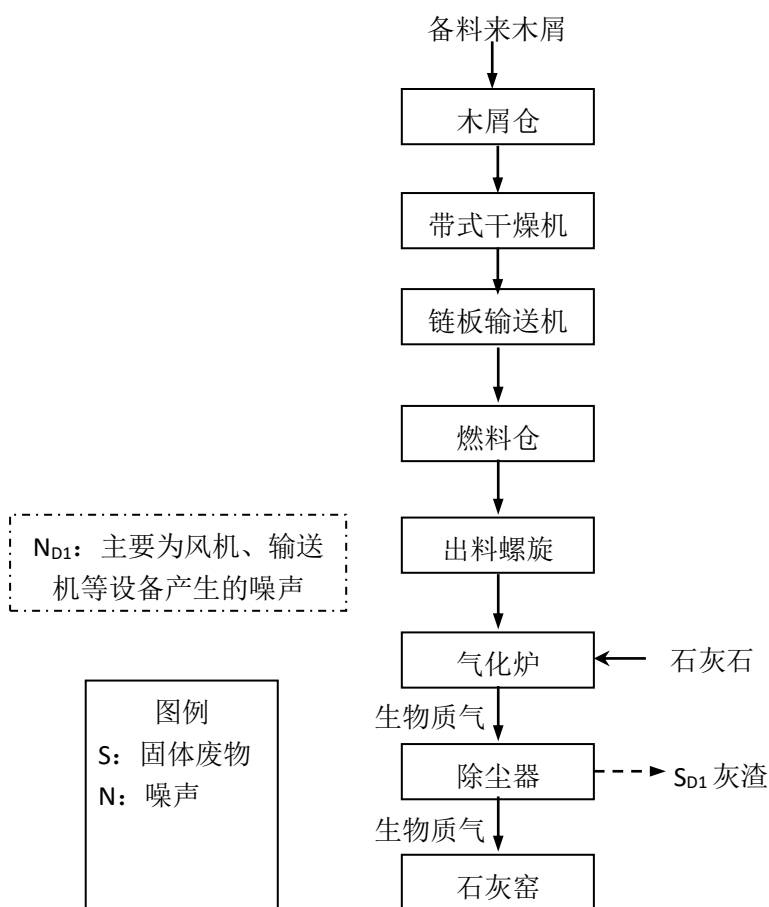 备料来木屑
木屑仓
带式干燥机
链板输送机
燃料仓
N_D1：主要为风机、输送
机等设备产生的噪声
出料螺旋
气化炉
石灰石
生物质气
图例
S：固体废物
N：噪声
除尘器
S_D1 灰渣
生物质气
石灰窑